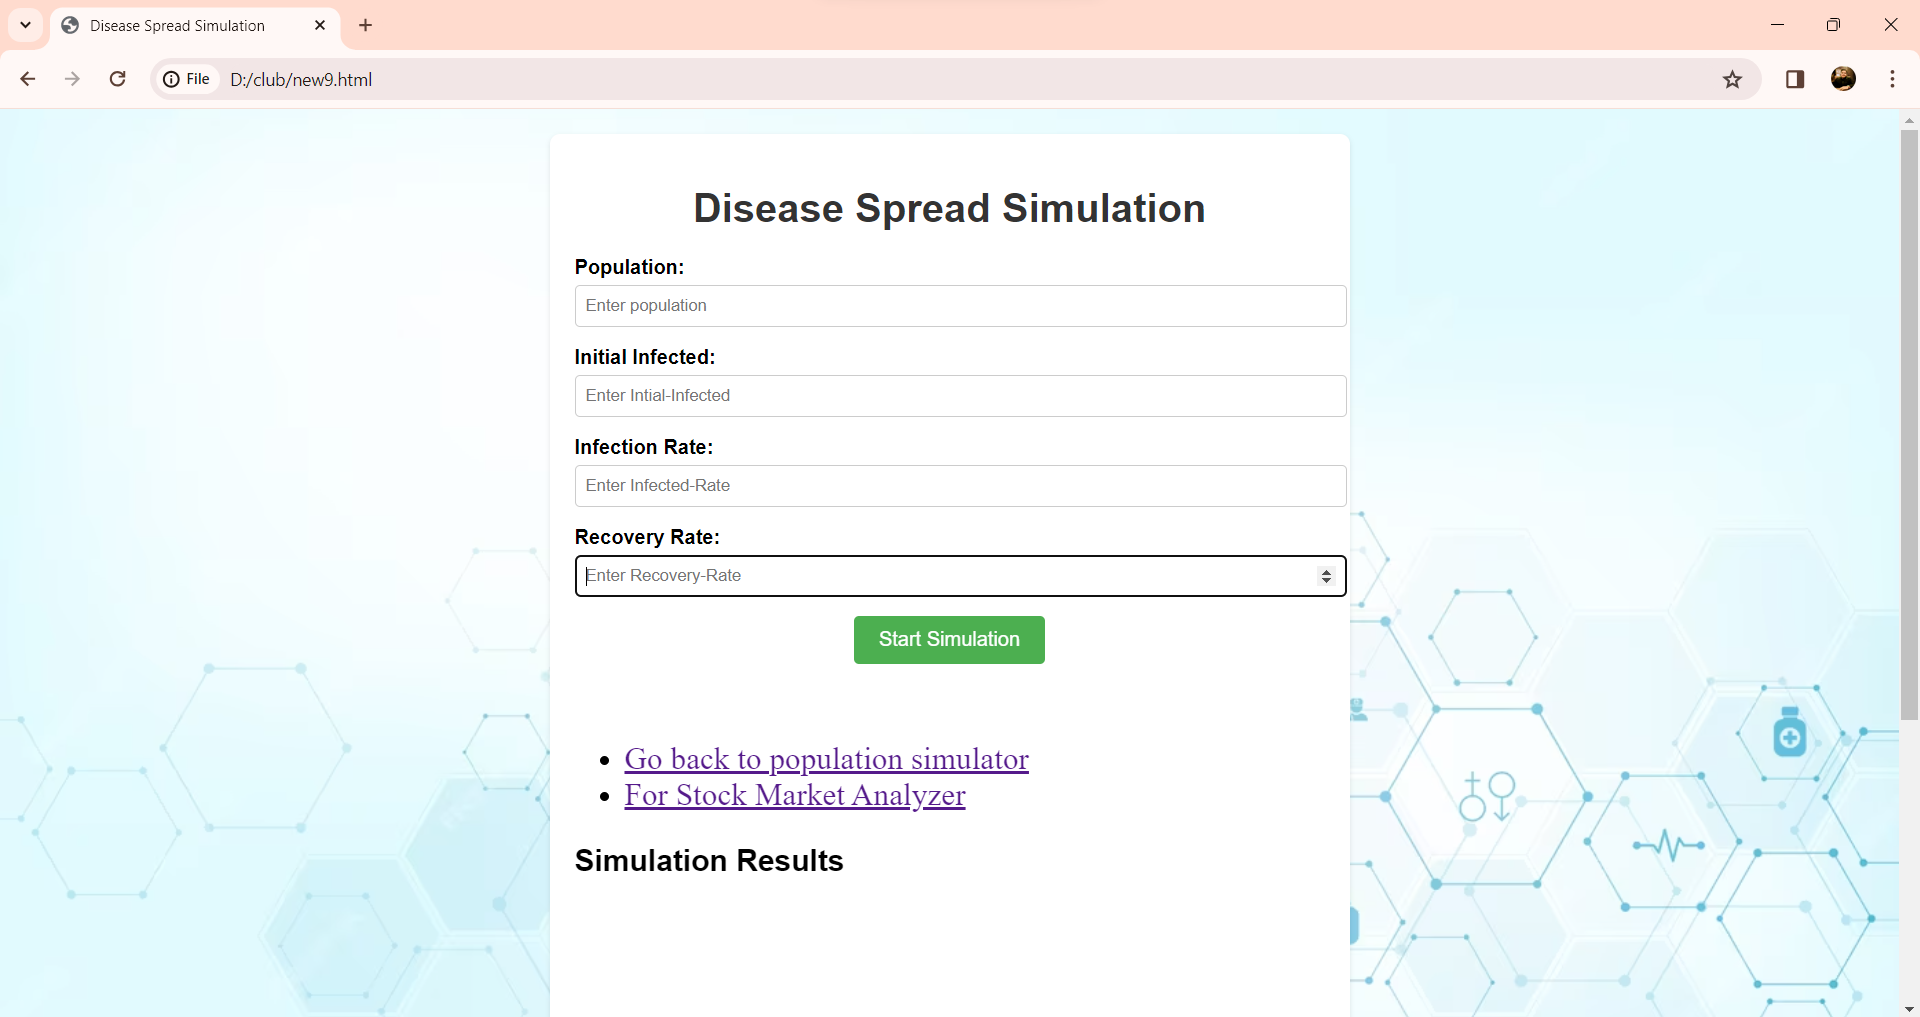 Disease Spread Simulation
File D:/club/new9.html
Disease Spread Simulation
Population:
Enter population
Initial Infected:
Enter Intial-Infected
Infection Rate:
Enter Infected-Rate
Recovery Rate:
Enter Recovery-Rate
Start Simulation
Go back to population simulator
For Stock Market Analyzer
Simulation Results